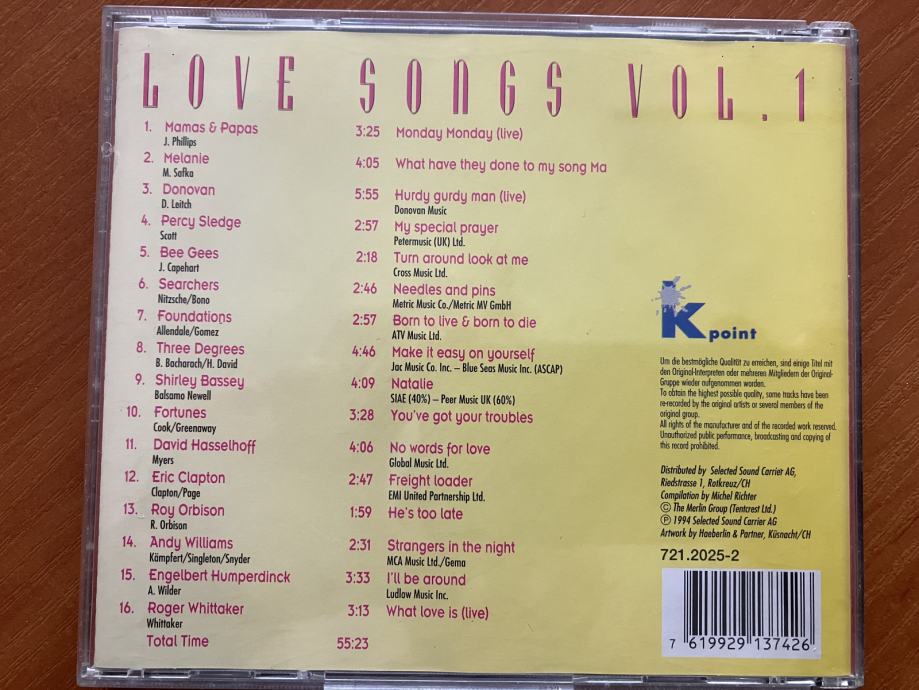 LOVE SONGS VOL.1
1. Mamas & Papas 3:25 Monday Monday (live)
J. Phillips
2. Melanie 4:05 What have they done to my song Ma
M. Safka
3. Donovan 5:55 Hurdy gurdy man (live)
D. Leitch Donovan Music
4. Percy Sledge 2:57 My special prayer
Scott Petermusic (UK) Ltd.
5. Bee Gees 2:18 Turn around look at me
J. Capehart Cross Music Ltd.
6. Searchers 2:46 Needles and pins
Nitzsche/Bono Metric Music Co./Metric MV GmbH
7. Foundations 2:57 Born to live & born to die
Allendale/Gomez ATV Music Ltd.
8. Three Degrees 4:46 Make it easy on yourself
B. Bacharach/H. David Jac Music Co. Inc. – Blue Seas Music Inc. (ASCAP)
9. Shirley Bassey 4:09 Natalie
Balsamo Newell SIAE (40%) – Peer Music UK (60%)
10. Fortunes 3:28 You've got your troubles
Cook/Greenaway
11. David Hasselhoff 4:06 No words for love
Myers Global Music Ltd.
12. Eric Clapton 2:47 Freight loader
Clapton/Page EMI United Partnership Ltd.
13. Roy Orbison 1:59 He's too late
R. Orbison
14. Andy Williams 2:31 Strangers in the night
Kämpfert/Singleton/Snyder MCA Music Ltd./Gema
15. Engelbert Humperdinck 3:33 I'll be around
A. Wilder Ludlow Music Inc.
16. Roger Whittaker 3:13 What love is (live)
Whittaker
Total Time 55:23
k point
Um die bestmögliche Qualität zu erreichen, sind einige Titel mit
den Original-Interpreten oder mehreren Mitgliedern der Original-
Gruppe wieder aufgenommen worden.
To obtain the highest possible quality, some tracks have been
re-recorded by the original artists or several members of the
original group.
All rights of the manufacturer and of the recorded work reserved.
Unauthorized public performance, broadcasting and copying of
this record prohibited.
Distributed by Selected Sound Carrier AG,
Riedstrasse 1, Rotkreuz/CH
Compilation by Michel Richter
© The Merlin Group (Tentcrest Ltd.)
℗ 1994 Selected Sound Carrier AG
Artwork by Haeberlin & Partner, Küsnacht/CH
721.2025-2
7 619929 137426